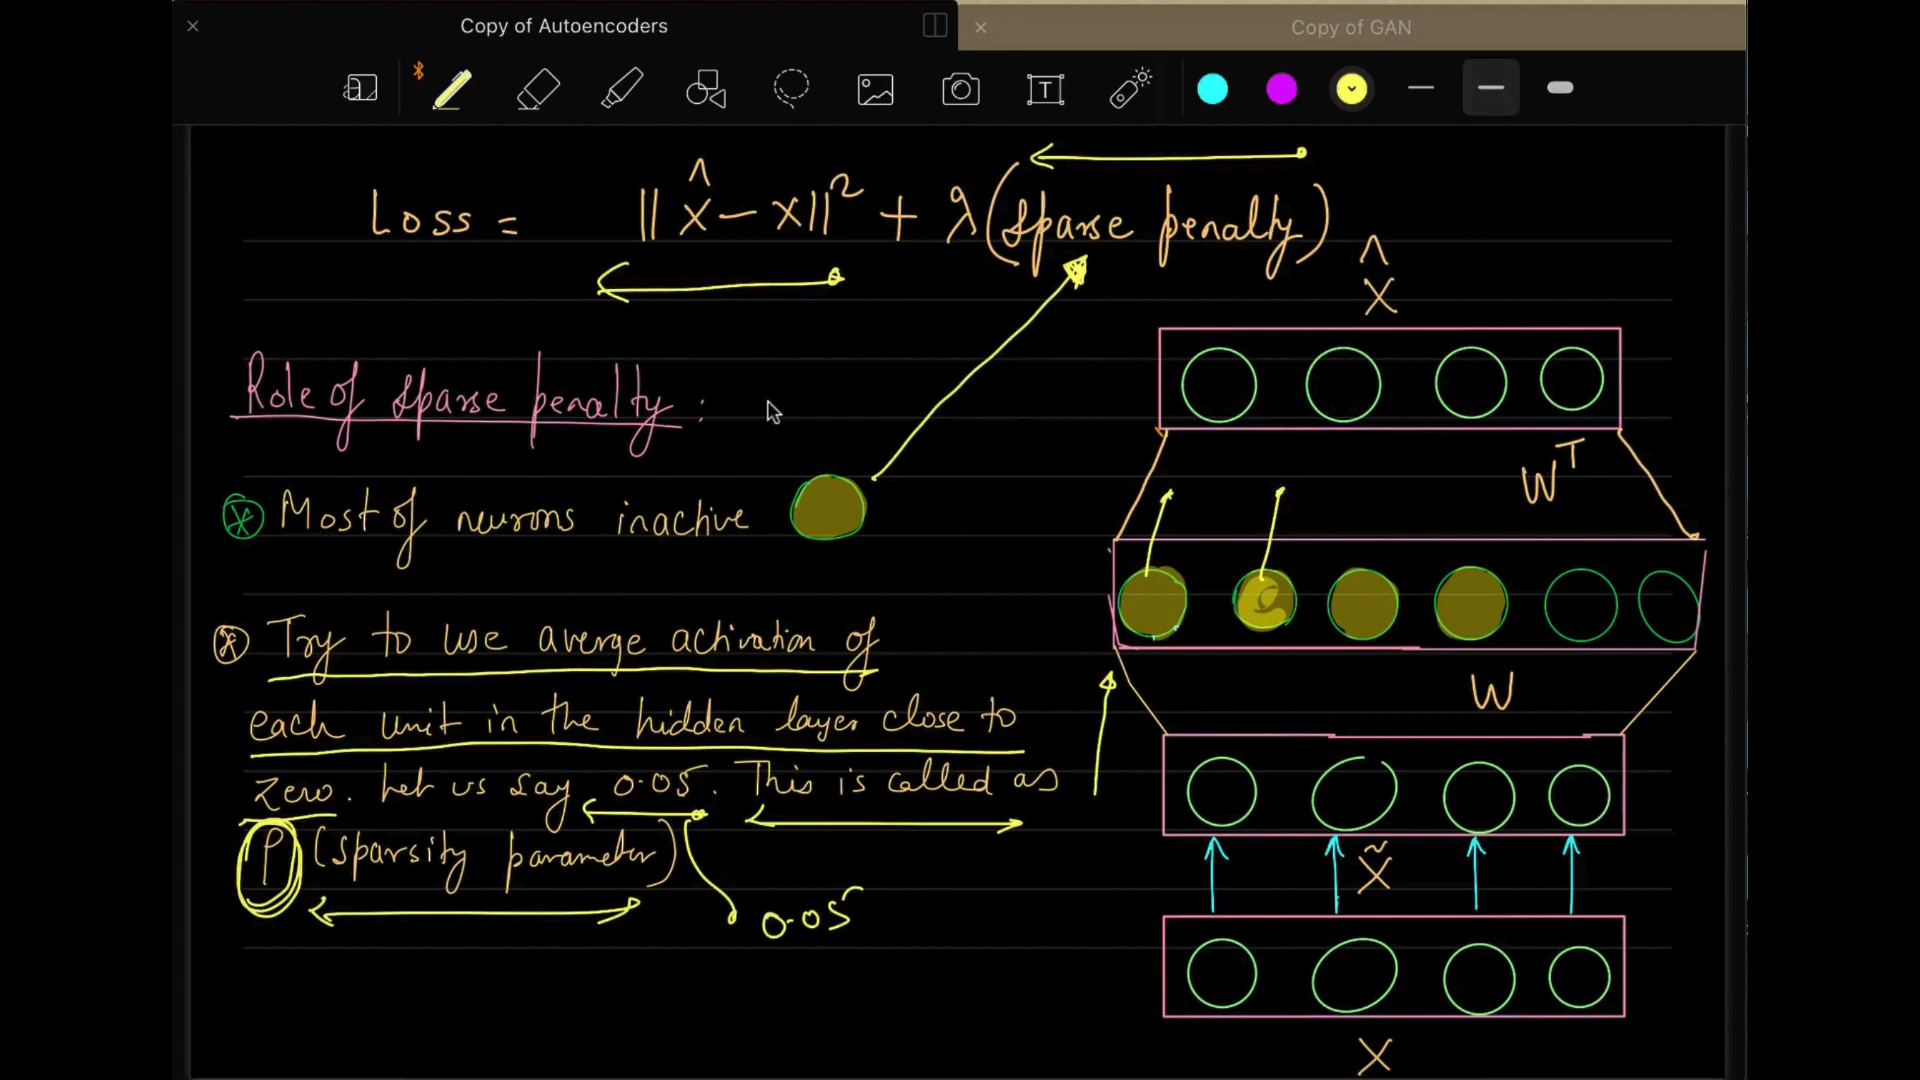 Copy of Autoencoders
Copy of GAN
Loss = || X̂ - X ||² + λ (sparse penalty)
X̂
Role of sparse penalty :
Wᵀ
Most of neurons inactive
Try to use averge activation of
each unit in the hidden layer close to
W
zero. Let us say 0.05. This is called as
ρ (sparsity parameter)
X̃
0.05
X